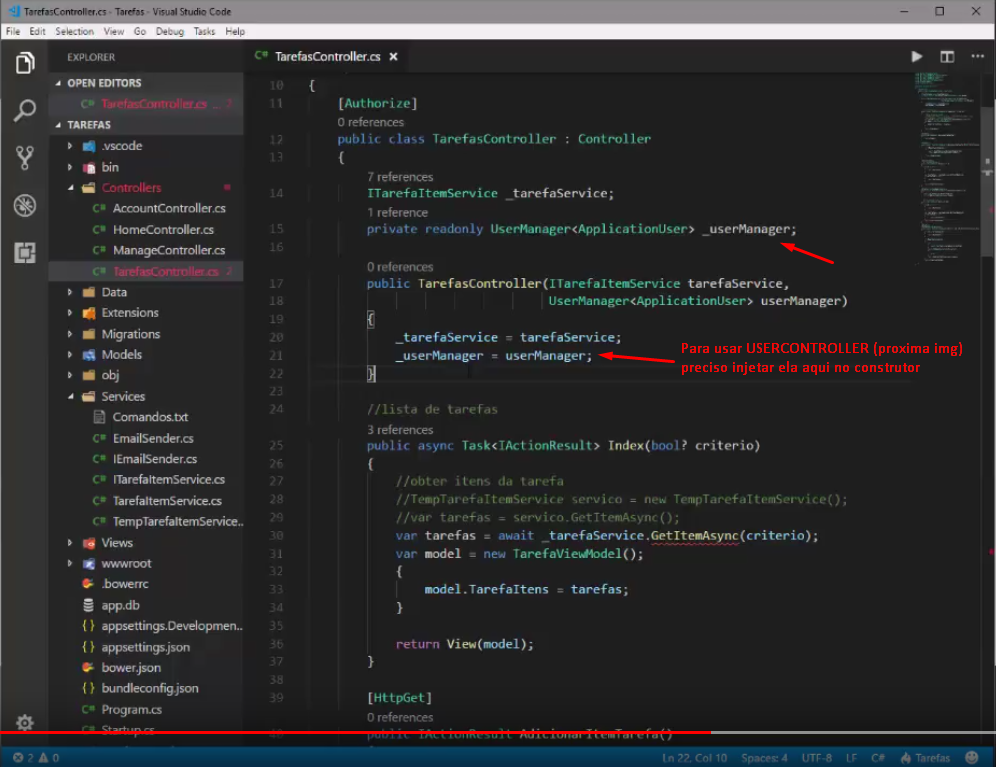 TarefasController.cs - Tarefas - Visual Studio Code
File Edit Selection View Go Debug Tasks Help
EXPLORER
OPEN EDITORS
C# TarefasController.cs ... 2
TAREFAS
.vscode
bin
Controllers
C# AccountController.cs
C# HomeController.cs
C# ManageController.cs
C# TarefasController.cs 2
Data
Extensions
Migrations
Models
obj
Services
Comandos.txt
C# EmailSender.cs
C# IEmailSender.cs
C# ITarefaItemService.cs
C# TarefaItemService.cs
C# TempTarefaItemService..
Views
wwwroot
.bowerrc
app.db
{ } appsettings.Developmen..
{ } appsettings.json
bower.json
{ } bundleconfig.json
C# Program.cs
C# Startup.cs
C# TarefasController.cs
10 {
11 [Authorize]
0 references
12 public class TarefasController : Controller
13 {
7 references
14 ITarefaItemService _tarefaService;
1 reference
15 private readonly UserManager<ApplicationUser> _userManager;
16
0 references
17 public TarefasController(ITarefaItemService tarefaService,
18 UserManager<ApplicationUser> userManager)
19 {
20 _tarefaService = tarefaService;
21 _userManager = userManager;
22 }
23
Para usar USERCONTROLLER (proxima img)
preciso injetar ela aqui no construtor
24 //lista de tarefas
3 references
25 public async Task<IActionResult> Index(bool? criterio)
26 {
27 //obter itens da tarefa
28 //TempTarefaItemService servico = new TempTarefaItemService();
29 //var tarefas = servico.GetItemAsync();
30 var tarefas = await _tarefaService.GetItemAsync(criterio);
31 var model = new TarefaViewModel();
32 {
33 model.TarefaItens = tarefas;
34 }
35
36 return View(model);
37 }
38
39 [HttpGet]
0 references
40 public IActionResult AdicionarItemTarefa()
2 0
Ln 22, Col 10 Spaces: 4 UTF-8 LF C# Tarefas